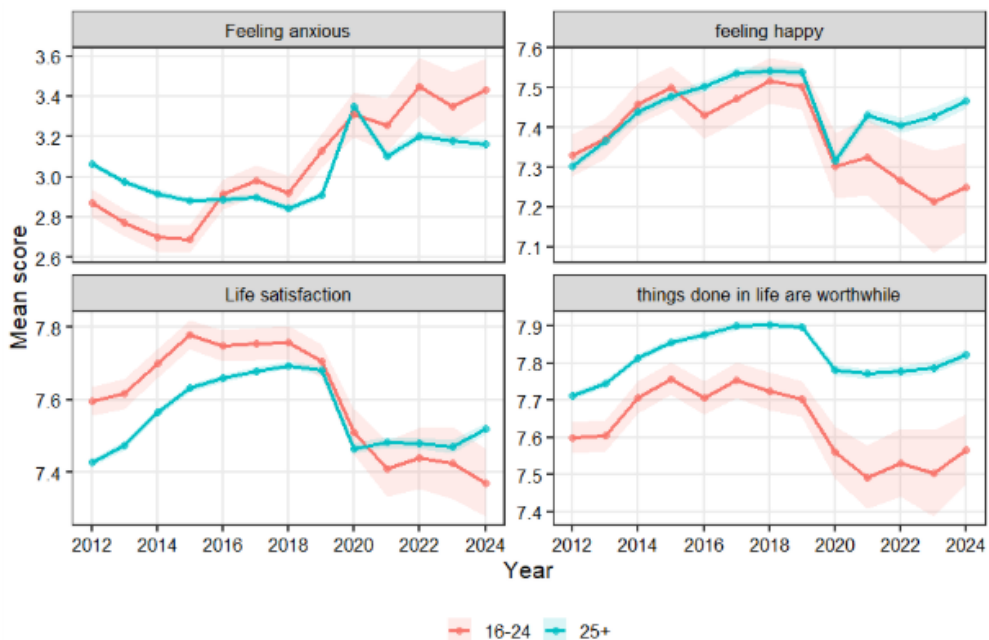 Feeling anxious
feeling happy
3.6
3.4
3.2
3.0
2.8
2.6
7.6
7.5
7.4
7.3
7.2
7.1
Life satisfaction
things done in life are worthwhile
7.8
7.6
7.4
7.9
7.8
7.7
7.6
7.5
7.4
Mean score
2012 2014 2016 2018 2020 2022 2024
2012 2014 2016 2018 2020 2022 2024
Year
16-24 25+